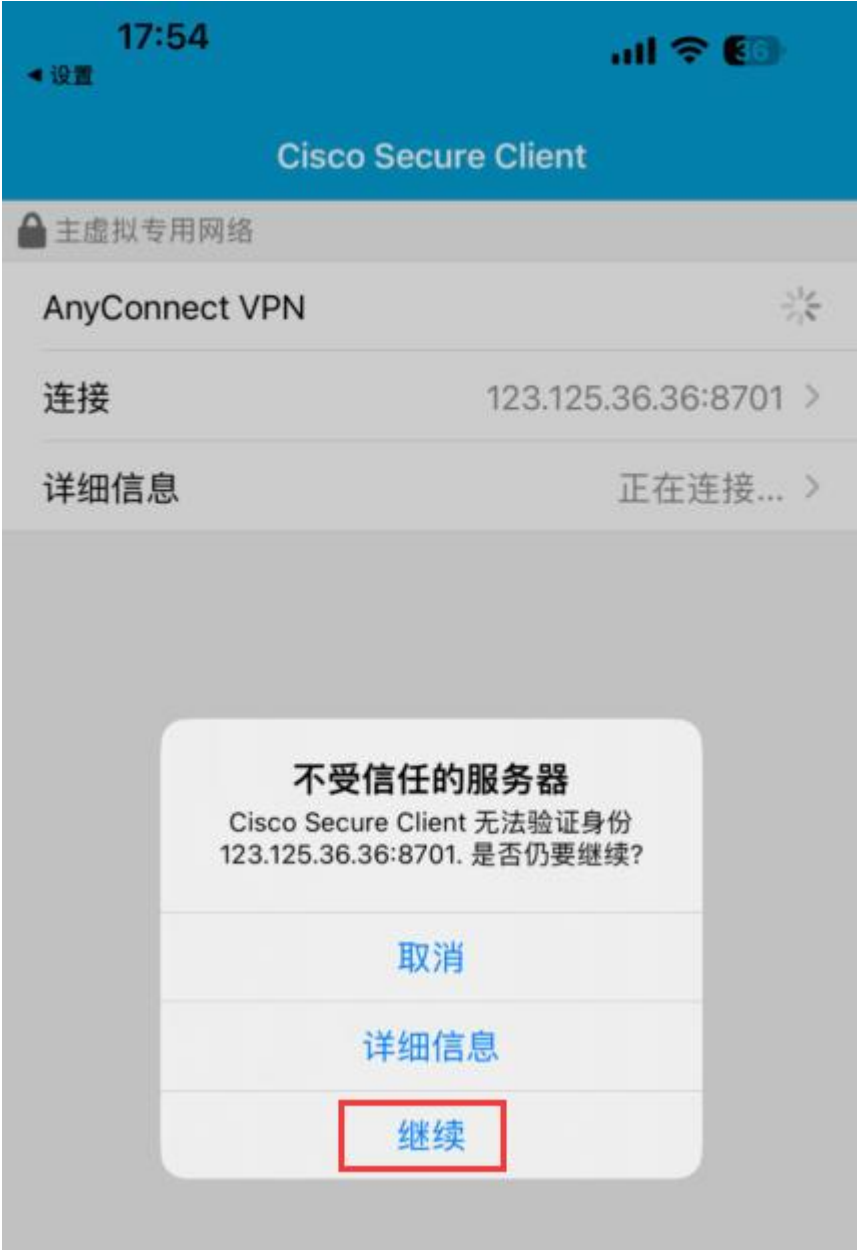 17:54
◀ 设置
36
Cisco Secure Client
主虚拟专用网络
AnyConnect VPN
连接 123.125.36.36:8701 >
详细信息 正在连接... >
不受信任的服务器
Cisco Secure Client 无法验证身份
123.125.36.36:8701. 是否仍要继续?
取消
详细信息
继续